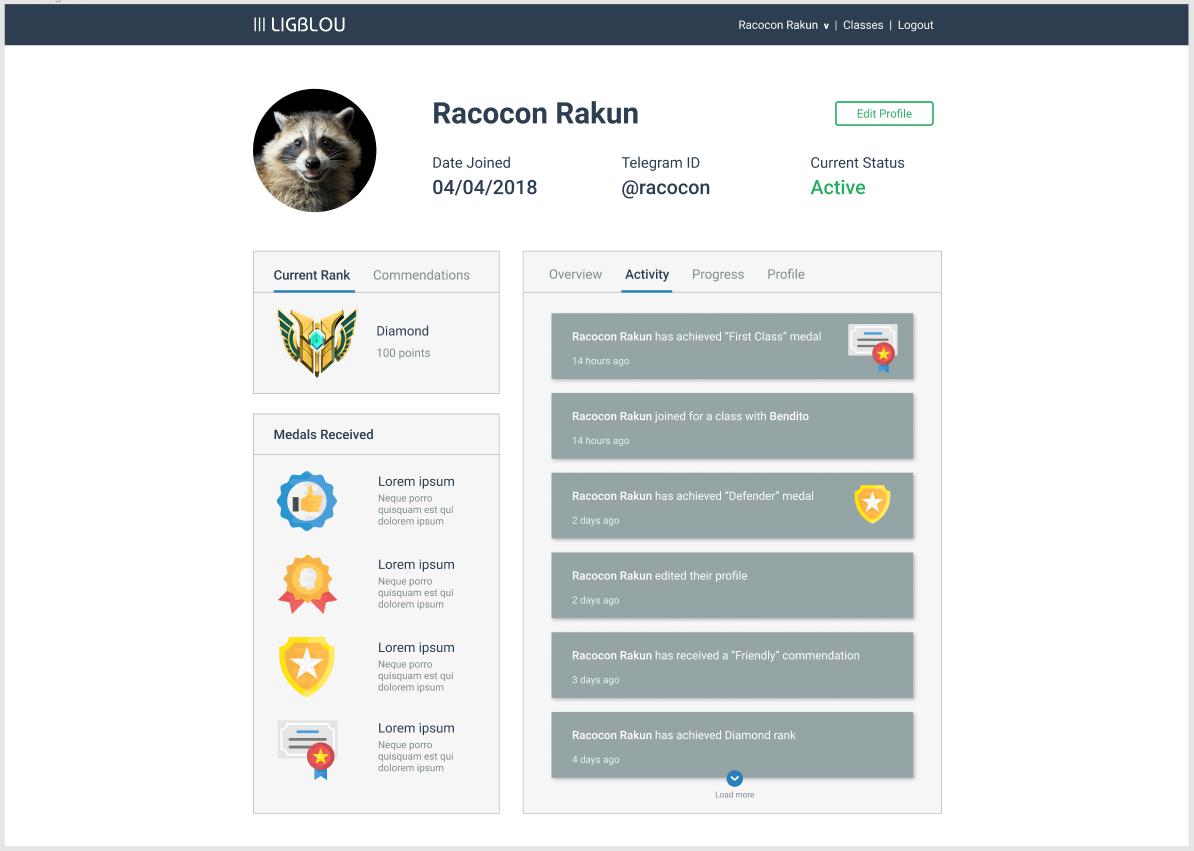 LIGBLOU
Racocon Rakun v | Classes | Logout
Racocon Rakun
Edit Profile
Date Joined
04/04/2018
Telegram ID
@racocon
Current Status
Active
Current Rank
Commendations
Diamond
100 points
Medals Received
Lorem ipsum
Neque porro
quisquam est qui
dolorem ipsum
Lorem ipsum
Neque porro
quisquam est qui
dolorem ipsum
Lorem ipsum
Neque porro
quisquam est qui
dolorem ipsum
Lorem ipsum
Neque porro
quisquam est qui
dolorem ipsum
Overview
Activity
Progress
Profile
Racocon Rakun has achieved “First Class” medal
14 hours ago
Racocon Rakun joined for a class with Bendito
14 hours ago
Racocon Rakun has achieved “Defender” medal
2 days ago
Racocon Rakun edited their profile
2 days ago
Racocon Rakun has received a “Friendly” commendation
3 days ago
Racocon Rakun has achieved Diamond rank
4 days ago
Load more